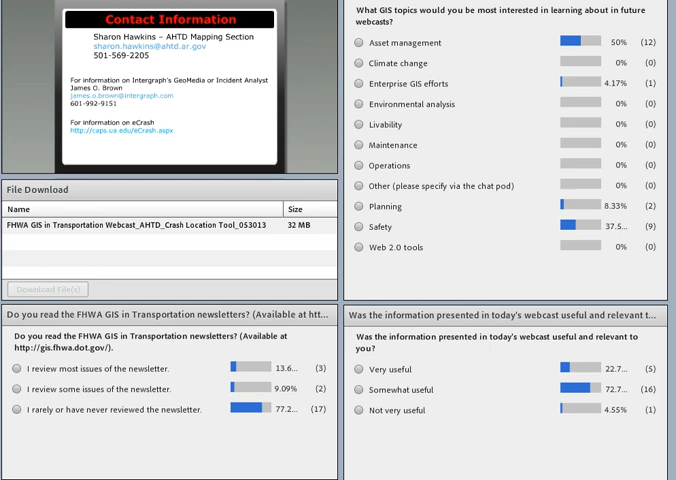 Contact Information
Sharon Hawkins – AHTD Mapping Section
sharon.hawkins@ahtd.ar.gov
501-569-2205
For information on Intergraph's GeoMedia or Incident Analyst
James O. Brown
james.o.brown@intergraph.com
601-992-9151
For information on eCrash
http://caps.ua.edu/eCrash.aspx
File Download
Name Size
FHWA GIS in Transportation Webcast_AHTD_Crash Location Tool_053013 32 MB
Download File(s)
What GIS topics would you be most interested in learning about in future
webcasts?
Asset management 50% (12)
Climate change 0% (0)
Enterprise GIS efforts 4.17% (1)
Environmental analysis 0% (0)
Livability 0% (0)
Maintenance 0% (0)
Operations 0% (0)
Other (please specify via the chat pod) 0% (0)
Planning 8.33% (2)
Safety 37.5... (9)
Web 2.0 tools 0% (0)
Do you read the FHWA GIS in Transportation newsletters? (Available at htt...
Do you read the FHWA GIS in Transportation newsletters? (Available at
http://gis.fhwa.dot.gov/).
I review most issues of the newsletter. 13.6... (3)
I review some issues of the newsletter. 9.09% (2)
I rarely or have never reviewed the newsletter. 77.2... (17)
Was the information presented in today's webcast useful and relevant t...
Was the information presented in today's webcast useful and relevant to
you?
Very useful 22.7... (5)
Somewhat useful 72.7... (16)
Not very useful 4.55% (1)